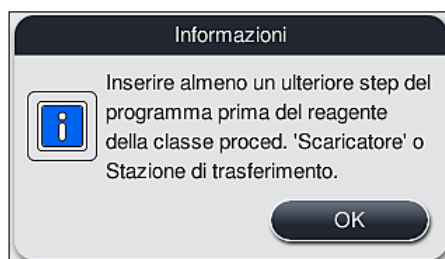 Informazioni
Inserire almeno un ulteriore step del
programma prima del reagente
della classe proced. 'Scaricatore' o
Stazione di trasferimento.
OK